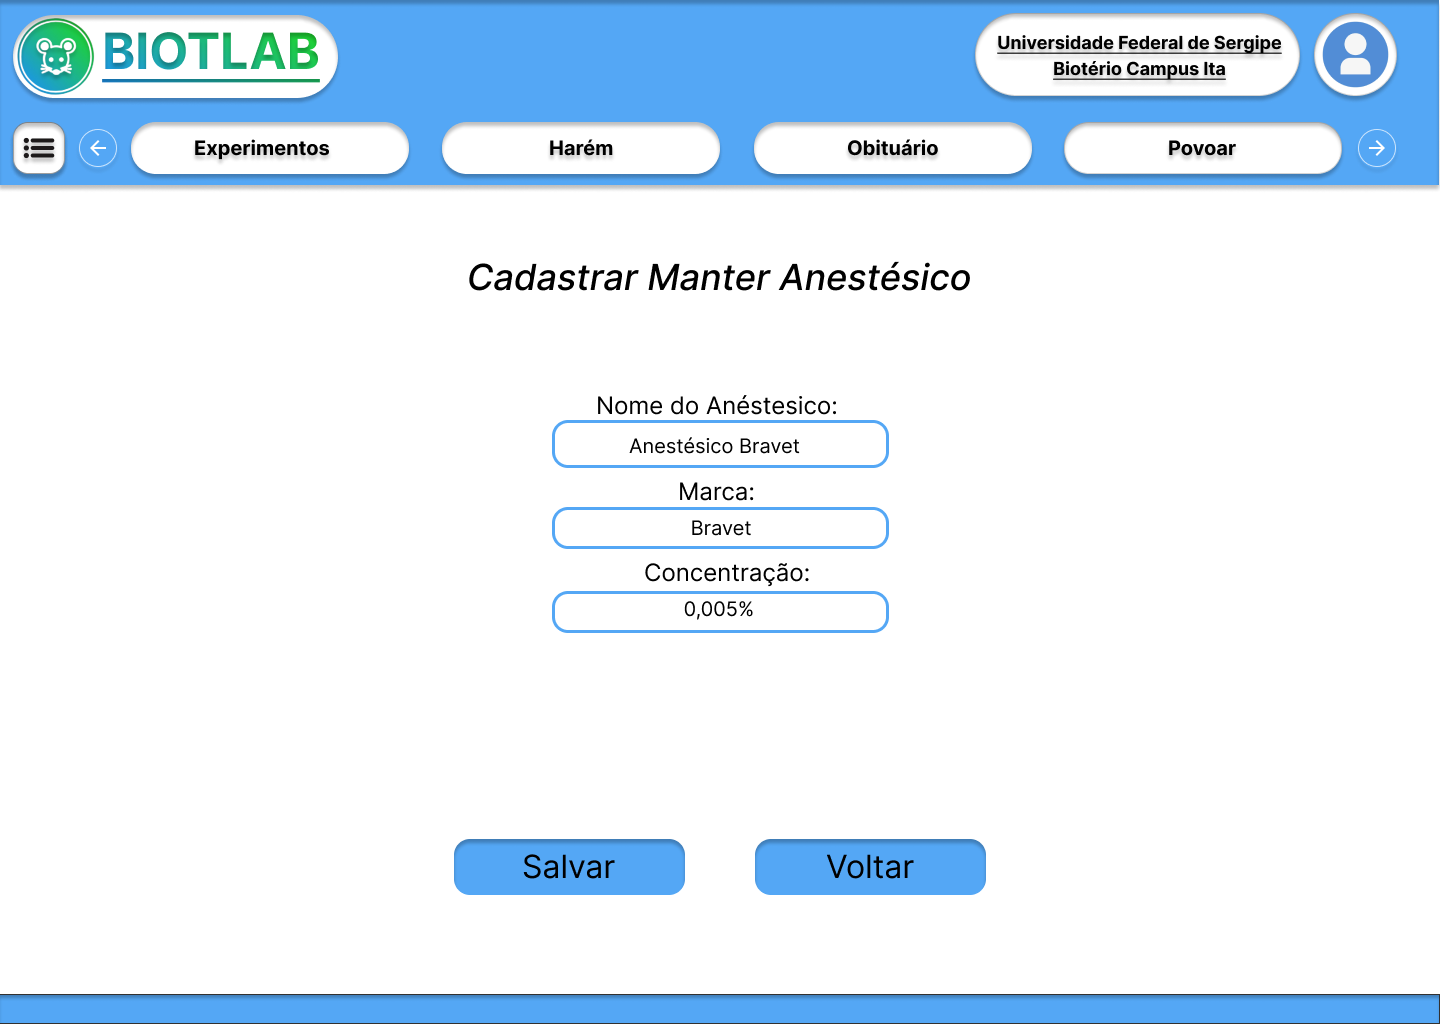 BIOTLAB
Universidade Federal de Sergipe
Biotério Campus Ita
Experimentos
Harém
Obituário
Povoar
Cadastrar Manter Anestésico
Nome do Anéstesico:
Anestésico Bravet
Marca:
Bravet
Concentração:
0,005%
Salvar
Voltar